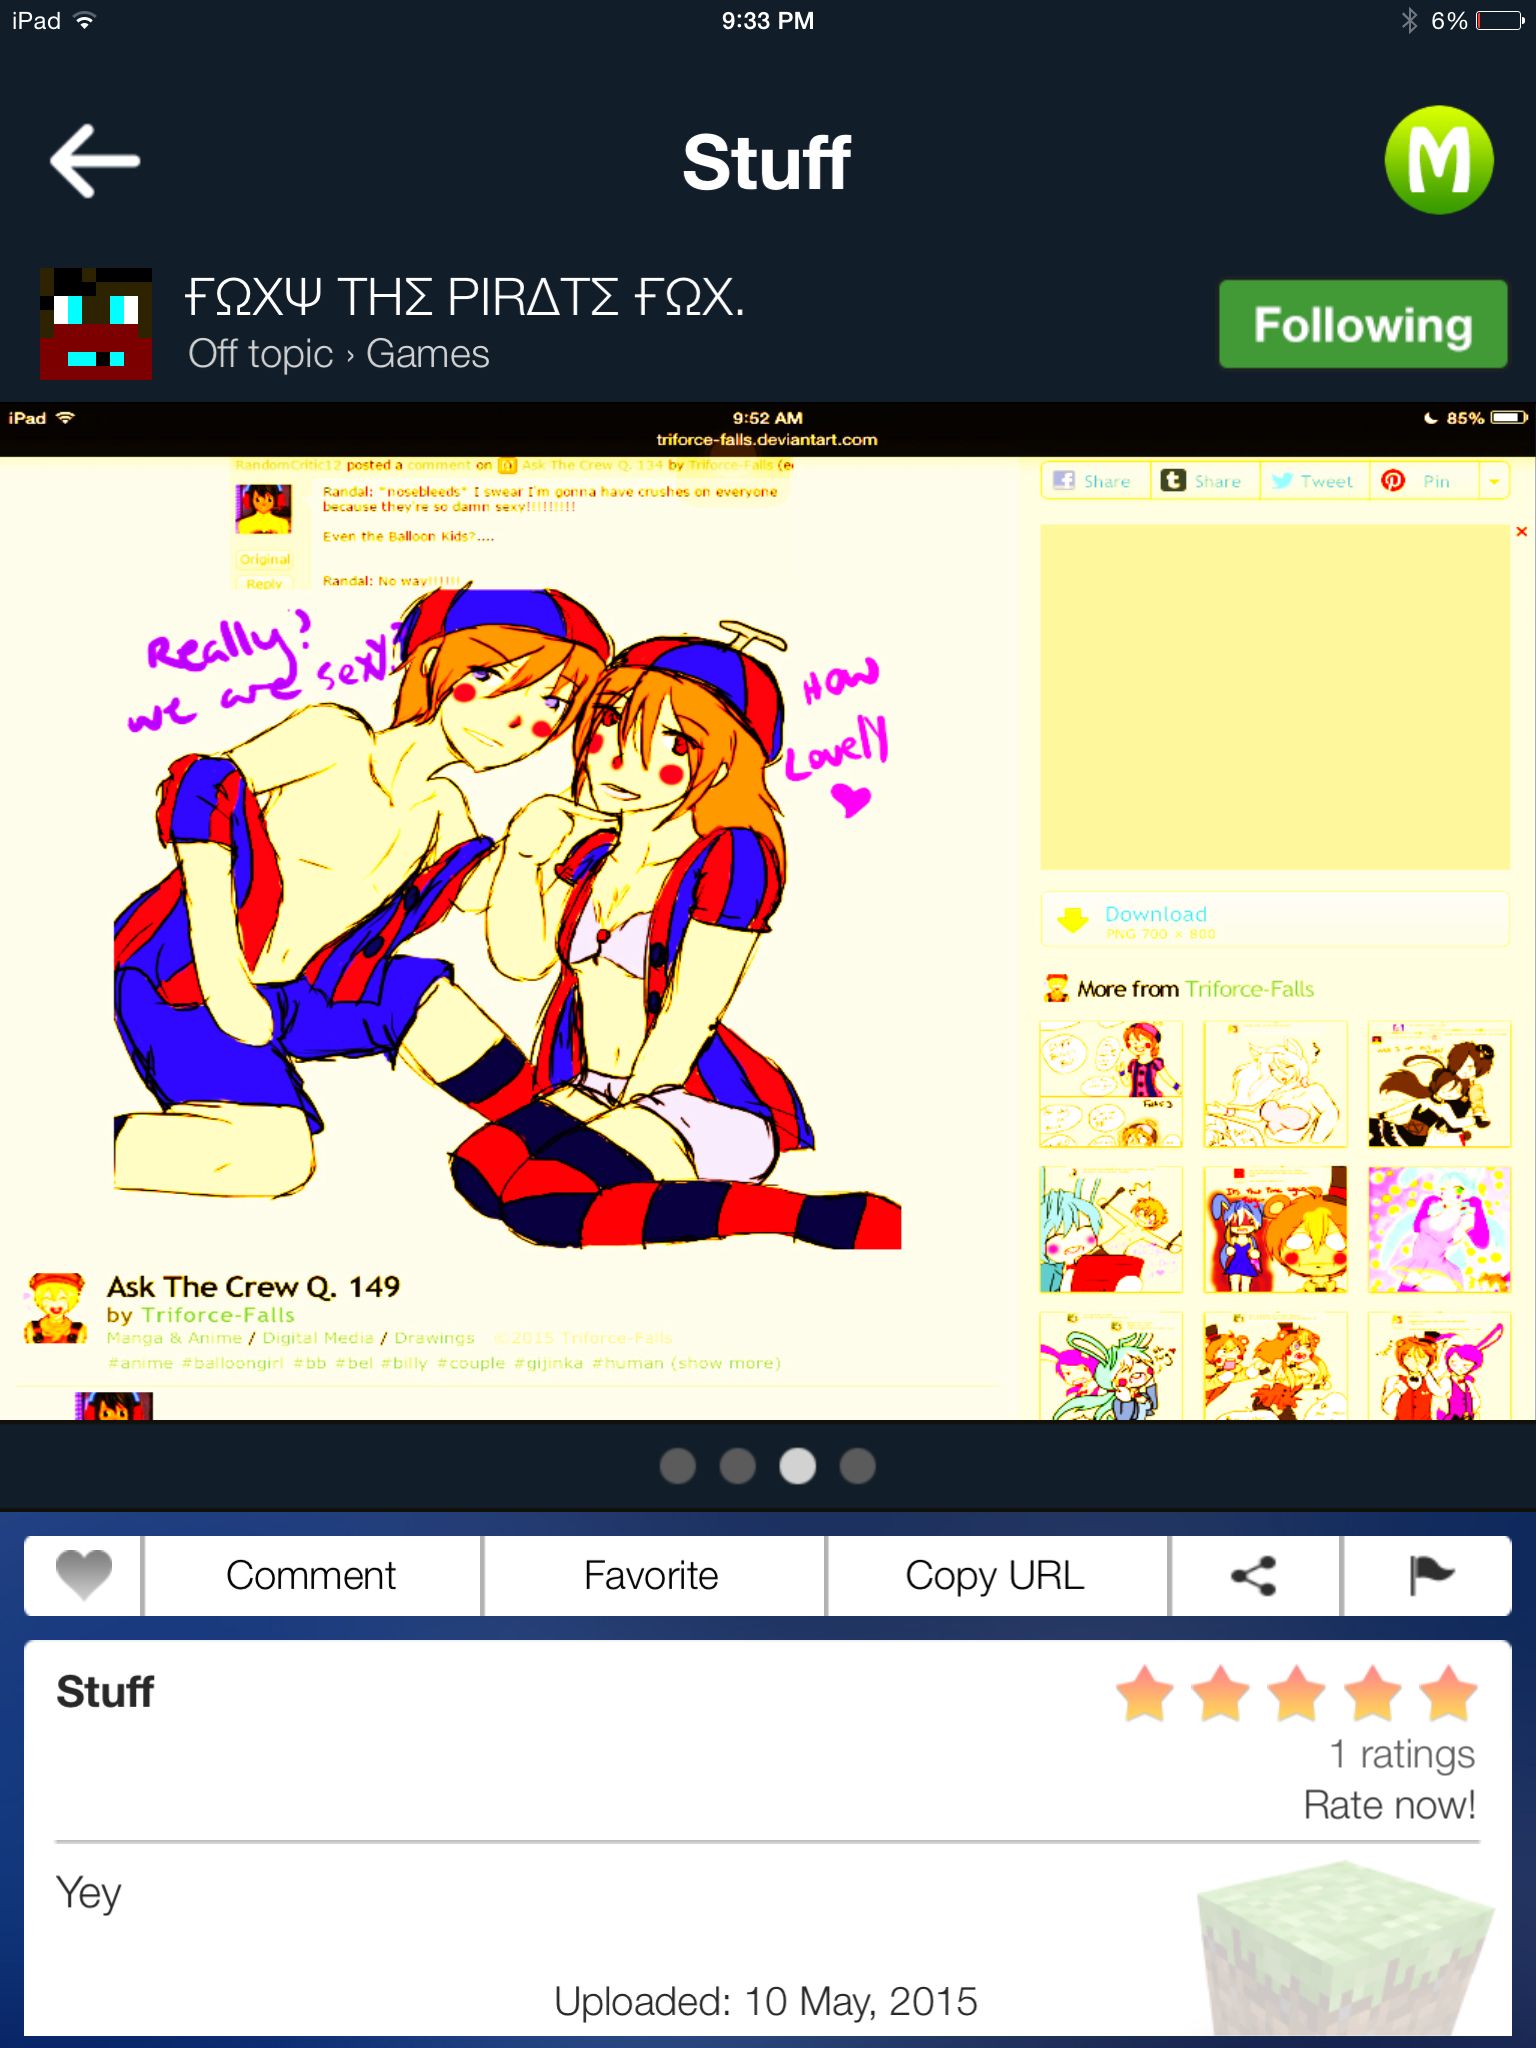 iPad 9:33 PM 6%
Stuff
M
ŦΩXΨ THΣ PIRΔTΣ ŦΩX.
Off topic › Games
Following
iPad 9:52 AM 85%
triforce-falls.deviantart.com
RandomCritic12 posted a comment on Ask The Crew Q. 134 by Triforce-Falls (e
Randal: *nosebleeds* I swear I'm gonna have crushes on everyone
because they're so damn sexy!!!!!!!!!
Even the Balloon Kids?....
Original
Reply
Randal: No way!!!!!!
Share Share Tweet Pin
Really?
we are sexy?
How
Lovely
Download
PNG 700 × 800
More from Triforce-Falls
Ask The Crew Q. 149
by Triforce-Falls
Manga & Anime / Digital Media / Drawings ©2015 Triforce-Falls
#anime #balloongirl #bb #bel #billy #couple #gijinka #human (show more)
Comment Favorite Copy URL
Stuff
1 ratings
Rate now!
Yey
Uploaded: 10 May, 2015